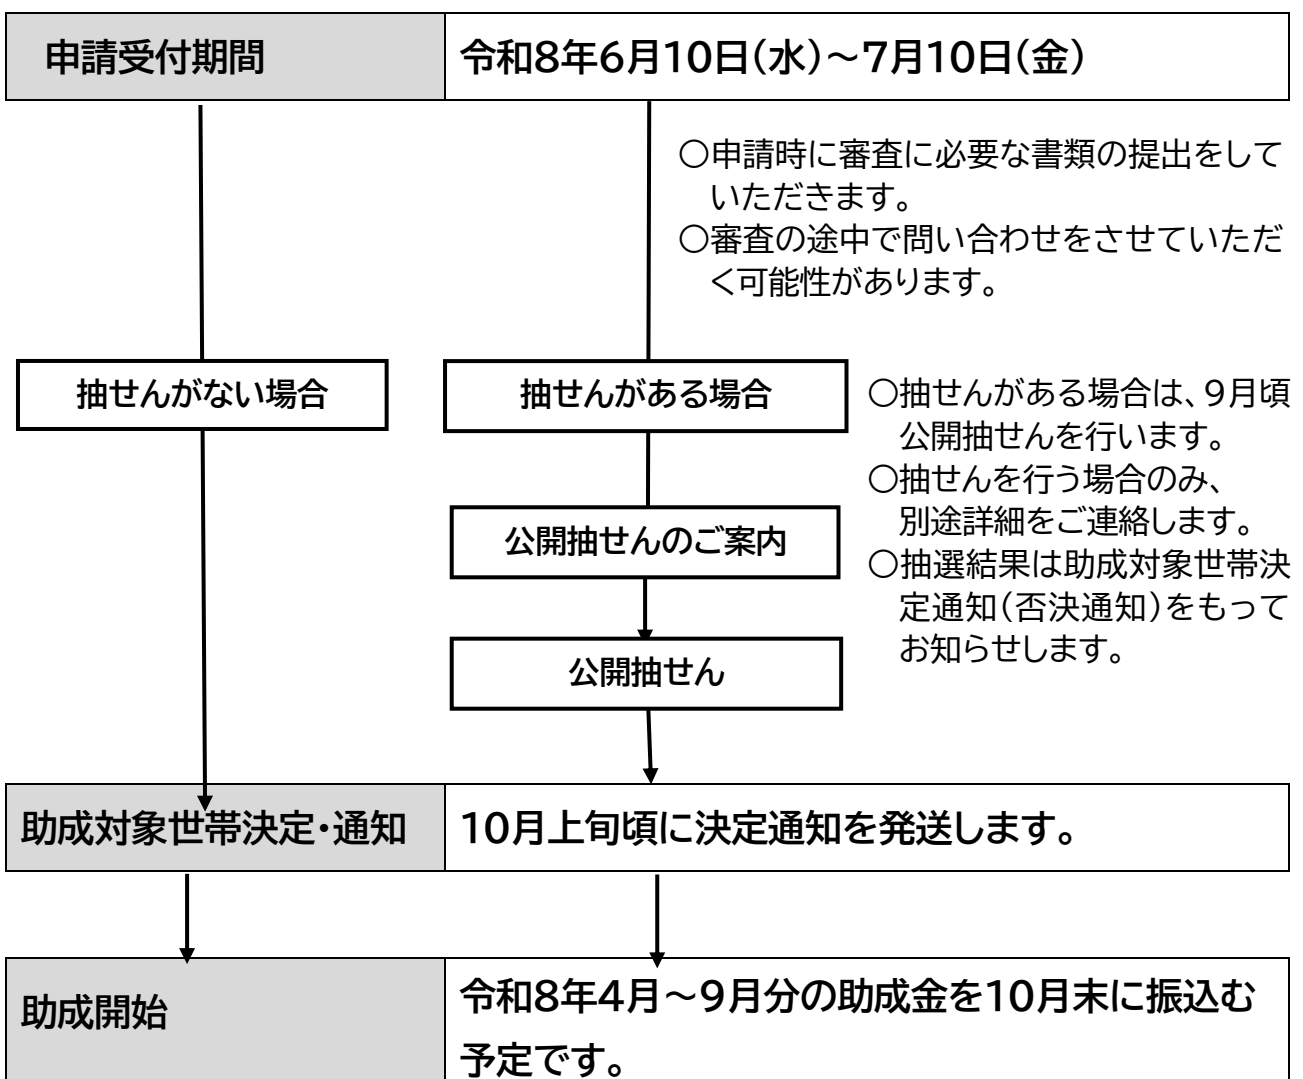 申請受付期間
令和8年6月10日(水)～7月10日(金)
○申請時に審査に必要な書類の提出をして
いただきます。
○審査の途中で問い合わせをさせていただ
く可能性があります。
抽せんがない場合
抽せんがある場合
○抽せんがある場合は、9月頃
公開抽せんを行います。
○抽せんを行う場合のみ、
別途詳細をご連絡します。
○抽選結果は助成対象世帯決
定通知(否決通知)をもって
お知らせします。
公開抽せんのご案内
公開抽せん
助成対象世帯決定・通知
10月上旬頃に決定通知を発送します。
助成開始
令和8年4月～9月分の助成金を10月末に振込む
予定です。